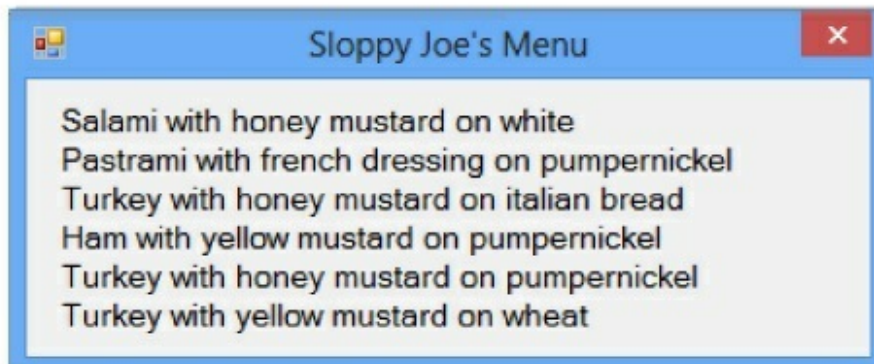 Sloppy Joe's Menu
Salami with honey mustard on white
Pastrami with french dressing on pumpernickel
Turkey with honey mustard on italian bread
Ham with yellow mustard on pumpernickel
Turkey with honey mustard on pumpernickel
Turkey with yellow mustard on wheat